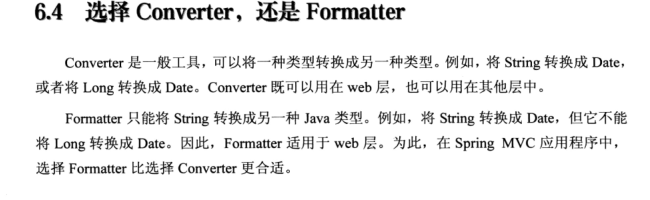 6.4 选择 Converter，还是 Formatter
Converter 是一般工具，可以将一种类型转换成另一种类型。例如，将 String 转换成 Date，
或者将 Long 转换成 Date。Converter 既可以用在 web 层，也可以用在其他层中。
Formatter 只能将 String 转换成另一种 Java 类型。例如，将 String 转换成 Date，但它不能
将 Long 转换成 Date。因此，Formatter 适用于 web 层。为此，在 Spring MVC 应用程序中，
选择 Formatter 比选择 Converter 更合适。